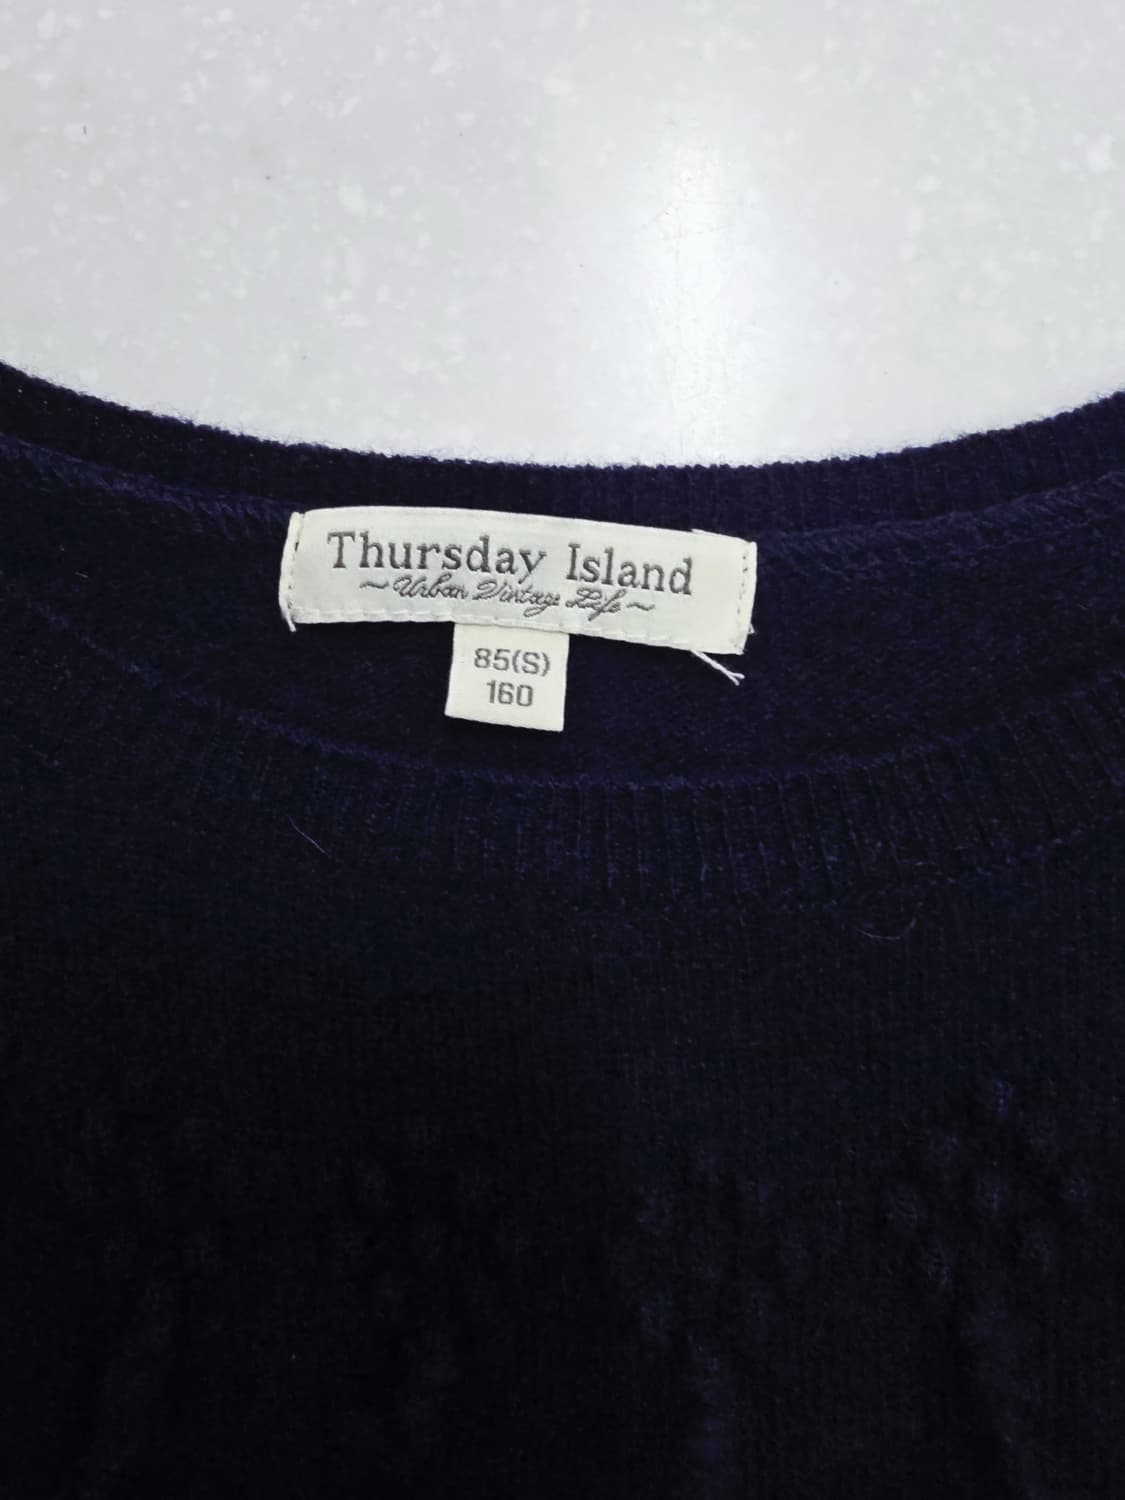 Thursday Island
~Urban Vintage Life~
85(S)
160